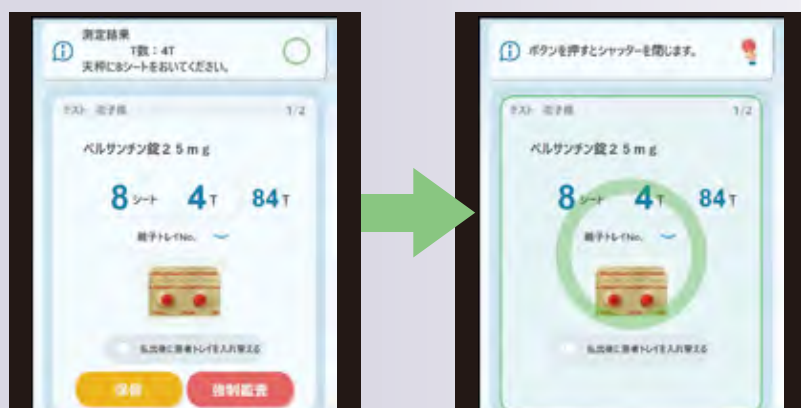 測定結果
T数：4T
天秤に8シートをおいてください。
テスト 花子様 1/2
ペルサンチン錠25mg
8シート 4T 84T
親子トレイNo.
払出後に患者トレイを入れ替える
保留 強制監査
ボタンを押すとシャッターを閉じます。
テスト 花子様 1/2
ペルサンチン錠25mg
8シート 4T 84T
親子トレイNo.
払出後に患者トレイを入れ替える